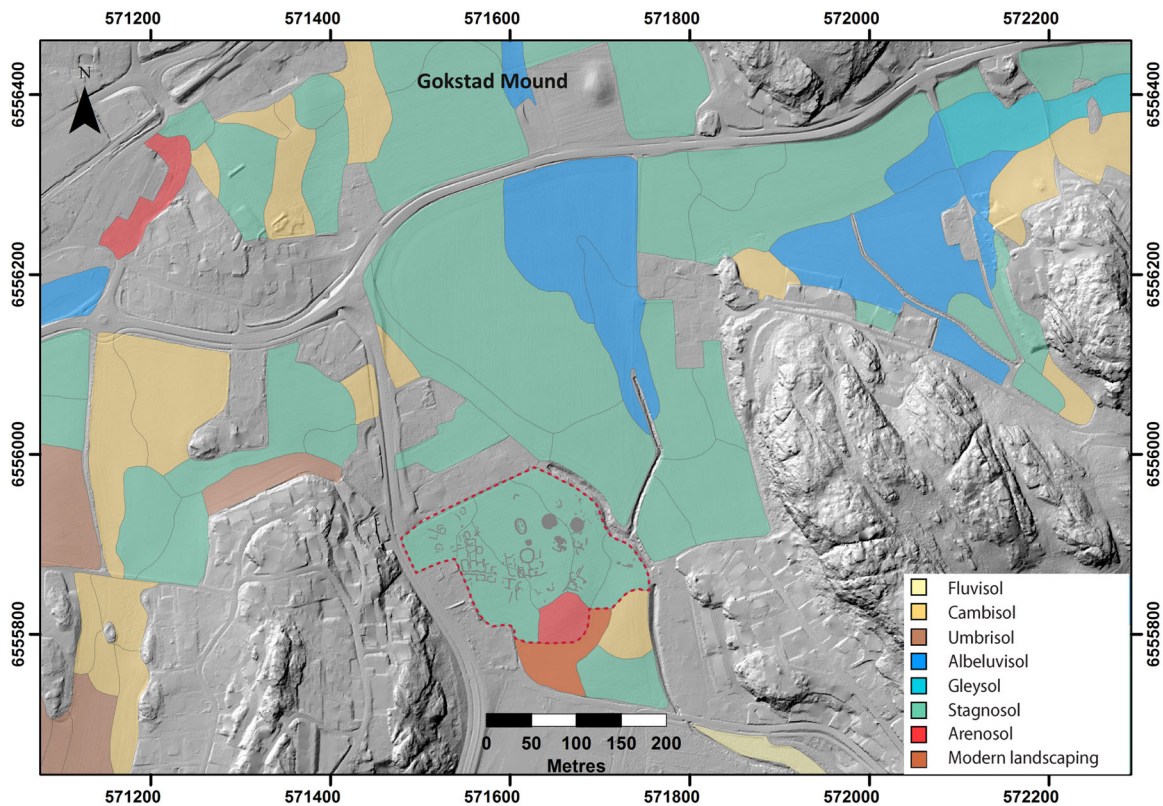 571200 571400 571600 571800 572000 572200
6556400 6556400
N
Gokstad Mound
6556200 6556200
6556000 6556000
6555800 6555800
Fluvisol
Cambisol
Umbrisol
Albeluvisol
Gleysol
Stagnosol
Arenosol
Modern landscaping
0 50 100 150 200
Metres
571200 571400 571600 571800 572000 572200